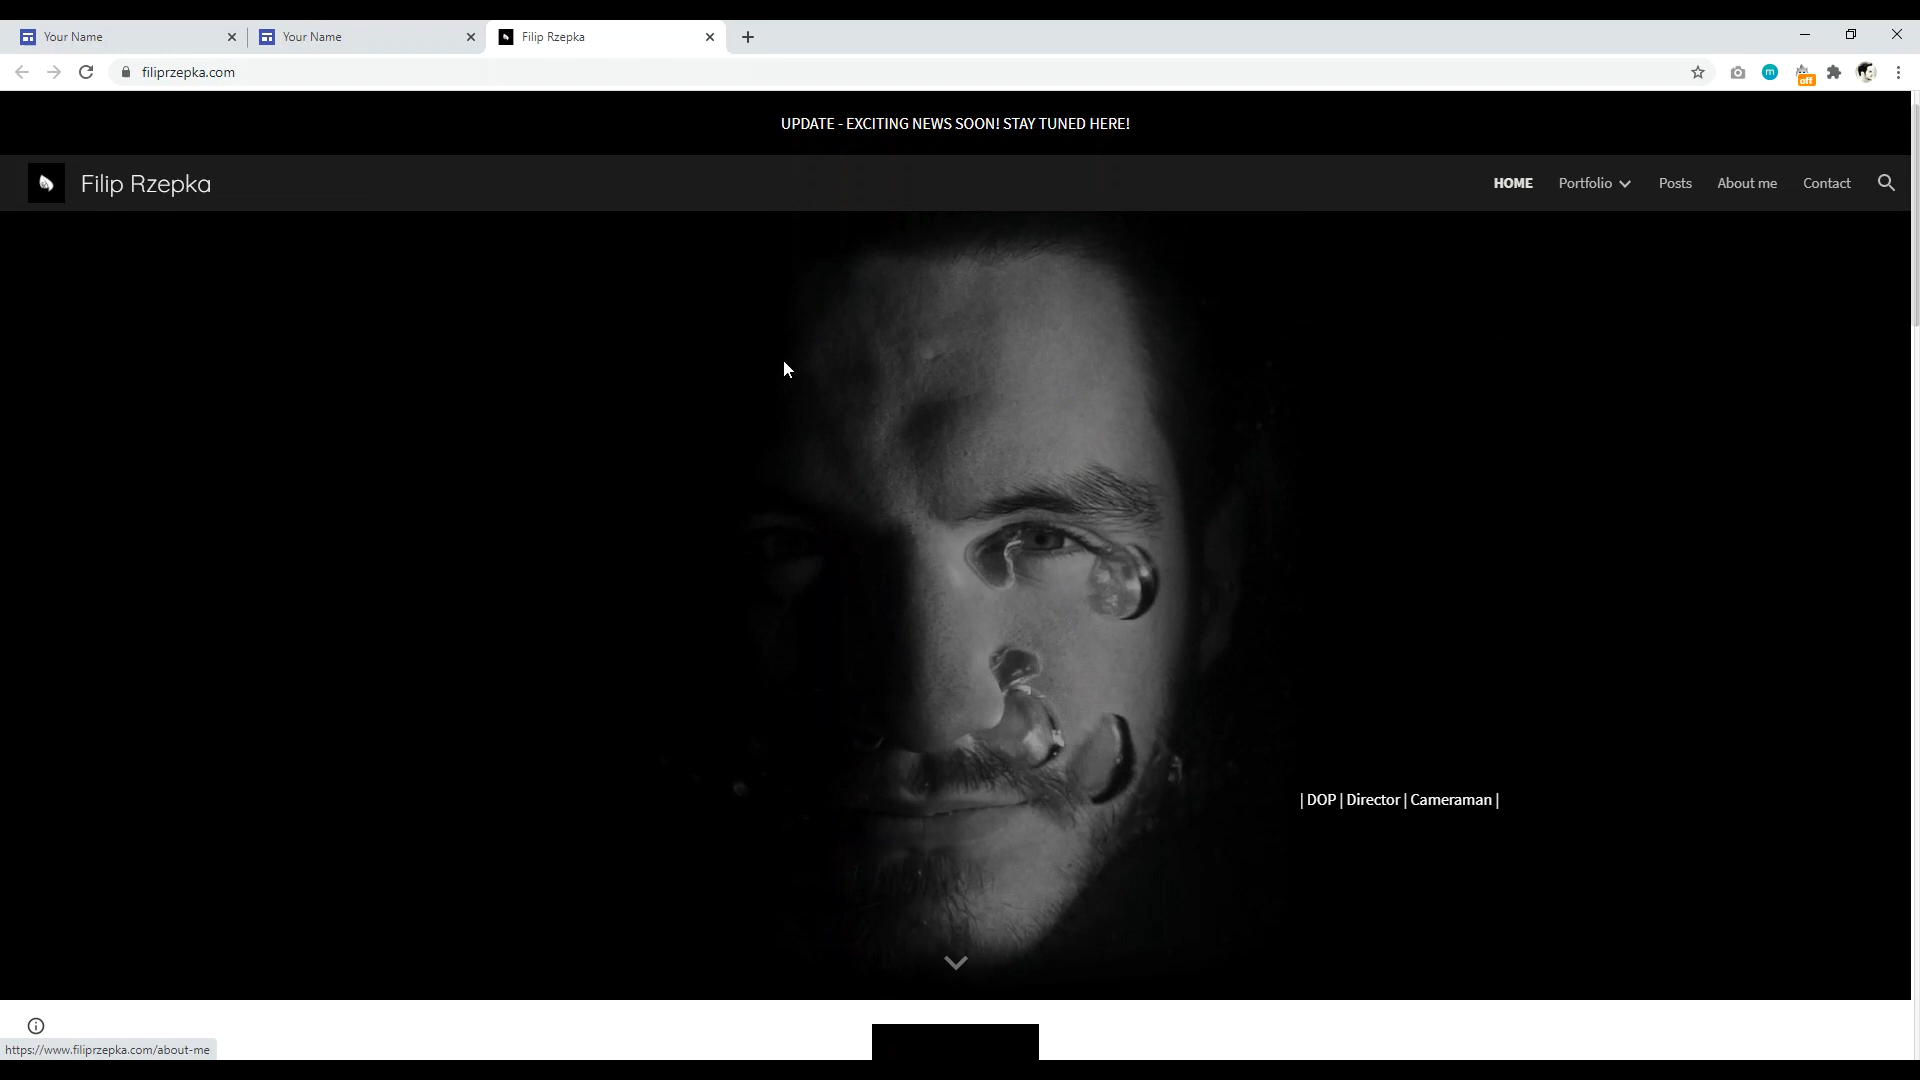 Your Name
Your Name
Filip Rzepka
filiprzepka.com
m
off
UPDATE - EXCITING NEWS SOON! STAY TUNED HERE!
Filip Rzepka
HOME
Portfolio
Posts
About me
Contact
| DOP | Director | Cameraman |
https://www.filiprzepka.com/about-me